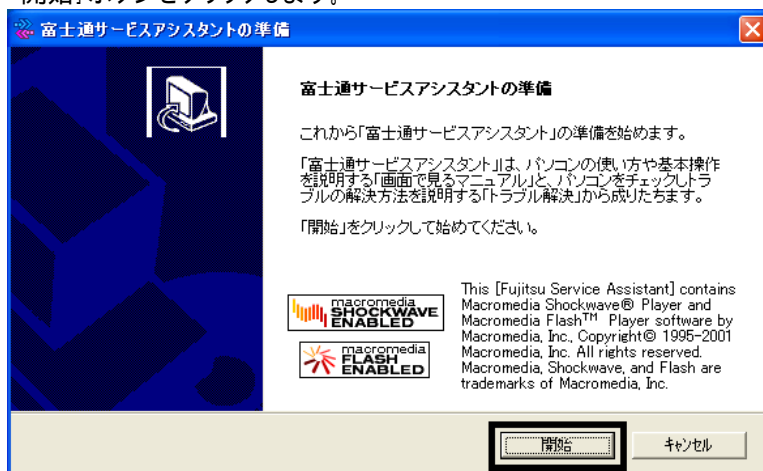 開始]ボタンをクリックします。
富士通サービスアシスタントの準備
富士通サービスアシスタントの準備
これから「富士通サービスアシスタント」の準備を始めます。
「富士通サービスアシスタント」は、パソコンの使い方や基本操作
を説明する「画面で見るマニュアル」と、パソコンをチェックしトラ
ブルの解決方法を説明する「トラブル解決」から成りたちます。
「開始」をクリックして始めてください。
macromedia
SHOCKWAVE
ENABLED
macromedia
FLASH
ENABLED
This [Fujitsu Service Assistant] contains
Macromedia Shockwave® Player and
Macromedia Flash™ Player software by
Macromedia, Inc., Copyright© 1995-2001
Macromedia, Inc. All rights reserved.
Macromedia, Shockwave, and Flash are
trademarks of Macromedia, Inc.
開始
キャンセル